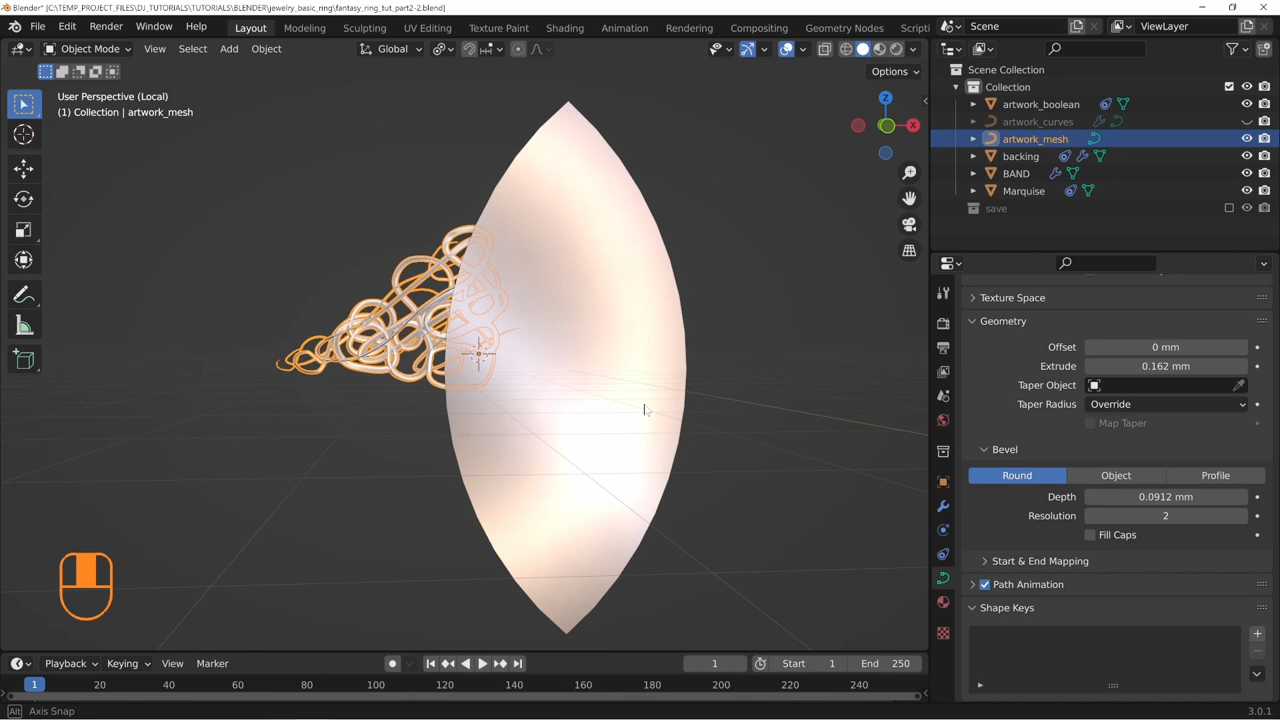 Blender* [C:\TEMP_PROJECT_FILES\DJ_TUTORIALS\TUTORIALS\BLENDER\jewelry_basic_ring\fantasy_ring_tut_part2-2.blend]
File Edit Render Window Help Layout Modeling Sculpting UV Editing Texture Paint Shading Animation Rendering Compositing Geometry Nodes Scripti Scene ViewLayer
Object Mode View Select Add Object Global
Options
User Perspective (Local)
(1) Collection | artwork_mesh
Z
X
Scene Collection
Collection
artwork_boolean
artwork_curves
artwork_mesh
backing
BAND
Marquise
save
Texture Space
Geometry
Offset 0 mm
Extrude 0.162 mm
Taper Object
Taper Radius Override
Map Taper
Bevel
Round Object Profile
Depth 0.0912 mm
Resolution 2
Fill Caps
Start & End Mapping
Path Animation
Shape Keys
Playback Keying View Marker 1 Start 1 End 250
1 20 40 60 80 100 120 140 160 180 200 220 240
Alt Axis Snap 3.0.1